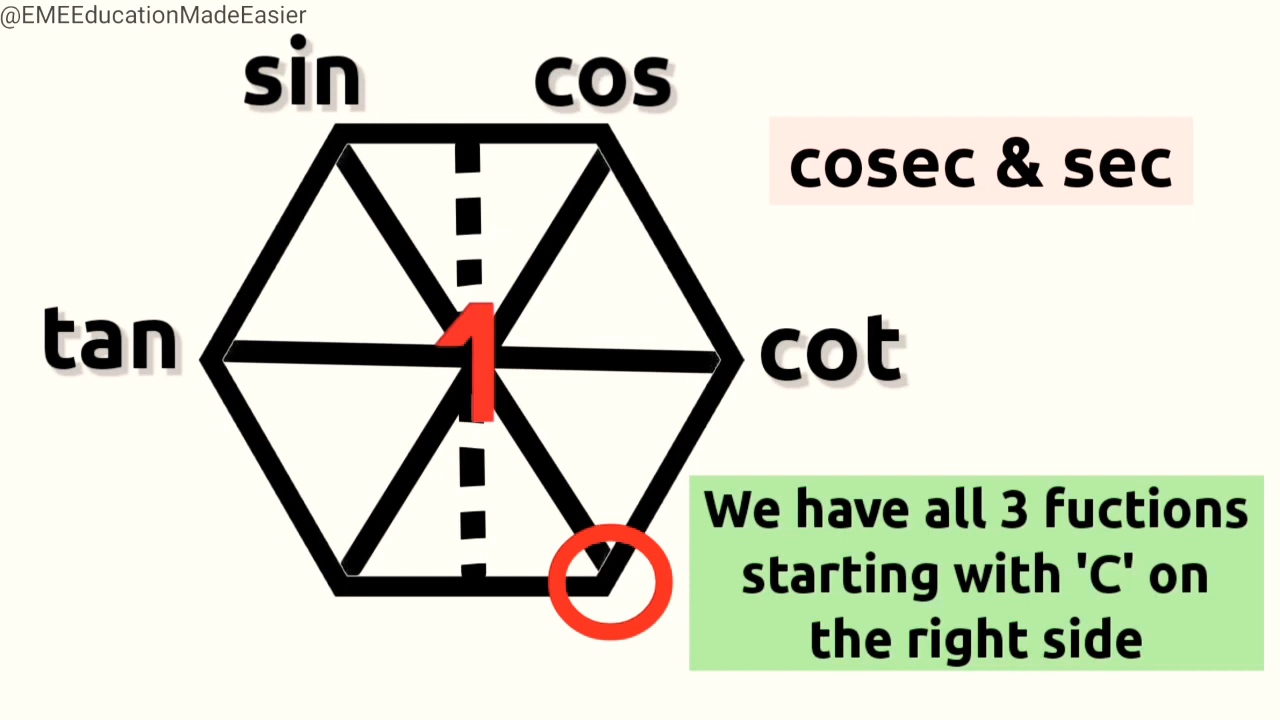 @EMEEducationMadeEasier
sin cos
cosec & sec
tan 1 cot
We have all 3 fuctions
starting with 'C' on
the right side